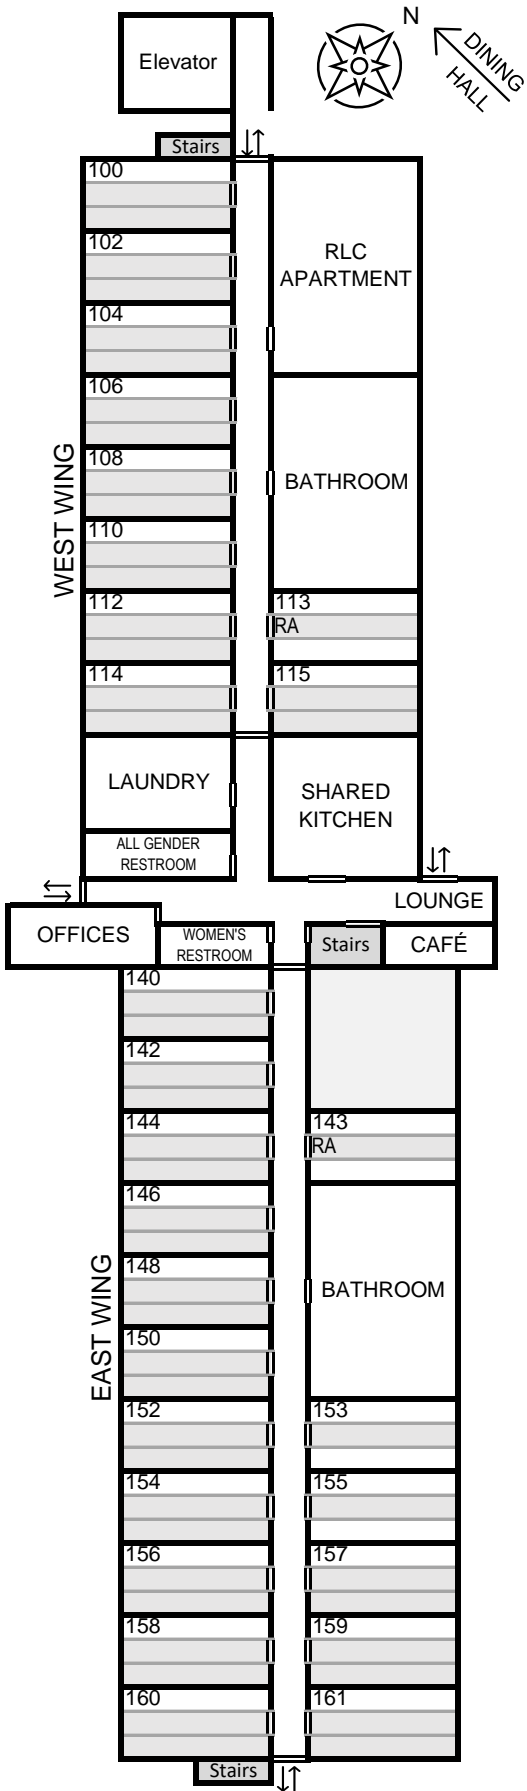 N
DINING
HALL
Elevator
Stairs
100
102
RLC
APARTMENT
104
106
WEST WING
108
BATHROOM
110
112
113
RA
114
115
LAUNDRY
SHARED
KITCHEN
ALL GENDER
RESTROOM
LOUNGE
OFFICES
WOMEN'S
RESTROOM
Stairs
CAFÉ
140
142
144
143
RA
146
EAST WING
148
BATHROOM
150
152
153
154
155
156
157
158
159
160
161
Stairs